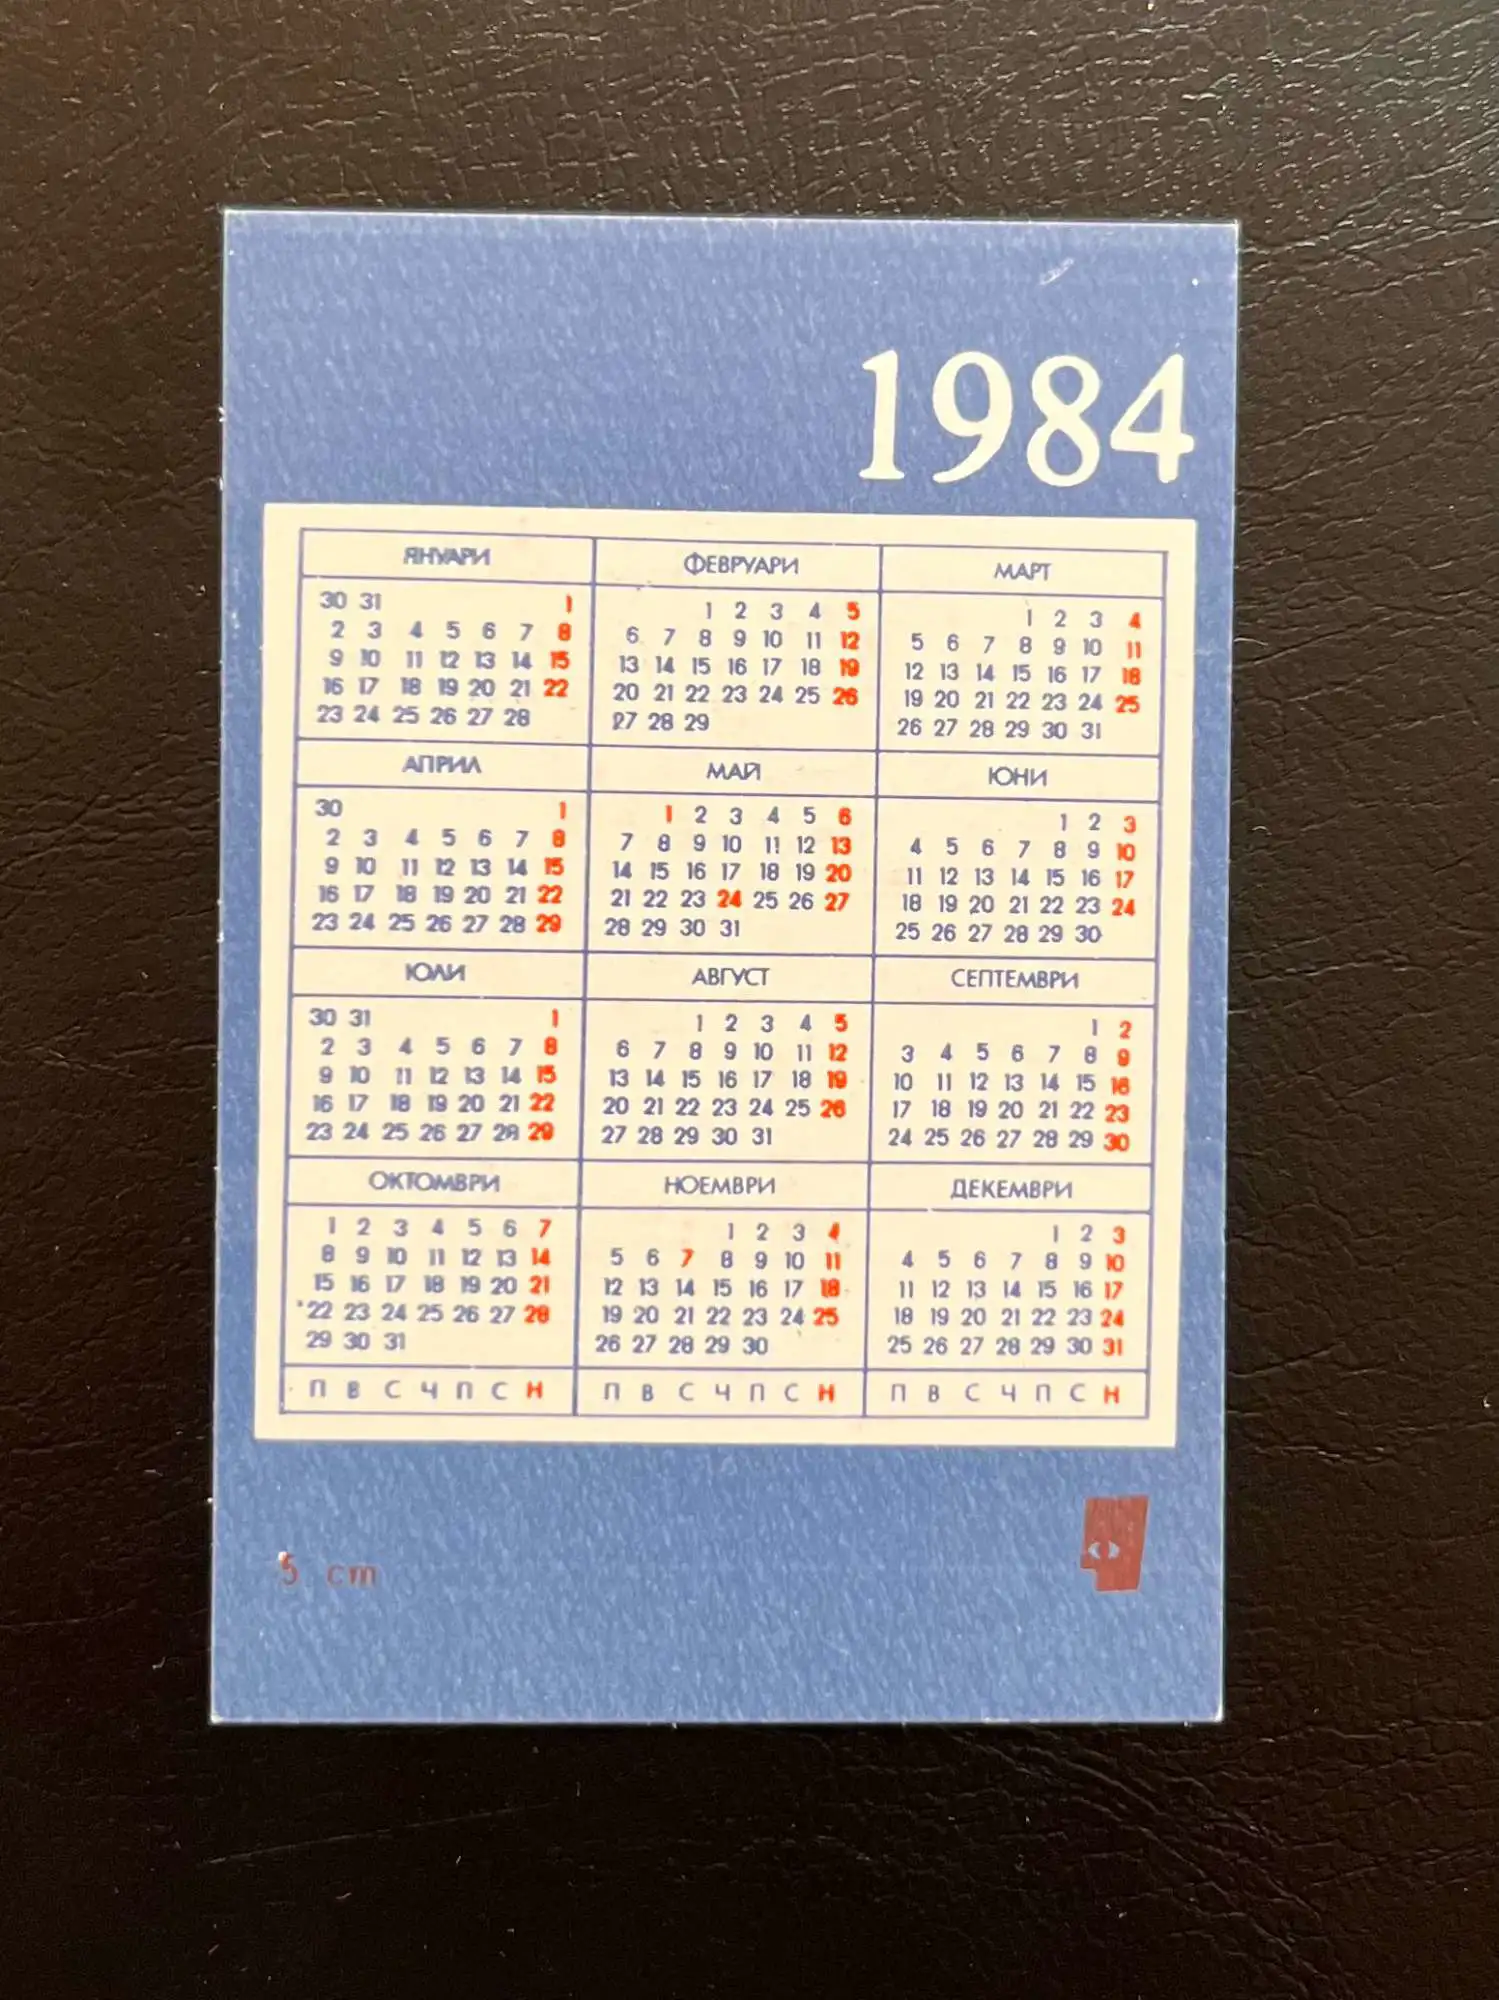 1984
ЯНУАРИ
30 31 1
2 3 4 5 6 7 8
9 10 11 12 13 14 15
16 17 18 19 20 21 22
23 24 25 26 27 28
ФЕВРУАРИ
1 2 3 4 5
6 7 8 9 10 11 12
13 14 15 16 17 18 19
20 21 22 23 24 25 26
27 28 29
МАРТ
1 2 3 4
5 6 7 8 9 10 11
12 13 14 15 16 17 18
19 20 21 22 23 24 25
26 27 28 29 30 31
АПРИЛ
30 1
2 3 4 5 6 7 8
9 10 11 12 13 14 15
16 17 18 19 20 21 22
23 24 25 26 27 28 29
МАЙ
1 2 3 4 5 6
7 8 9 10 11 12 13
14 15 16 17 18 19 20
21 22 23 24 25 26 27
28 29 30 31
ЮНИ
1 2 3
4 5 6 7 8 9 10
11 12 13 14 15 16 17
18 19 20 21 22 23 24
25 26 27 28 29 30
ЮЛИ
30 31 1
2 3 4 5 6 7 8
9 10 11 12 13 14 15
16 17 18 19 20 21 22
23 24 25 26 27 28 29
АВГУСТ
1 2 3 4 5
6 7 8 9 10 11 12
13 14 15 16 17 18 19
20 21 22 23 24 25 26
27 28 29 30 31
СЕПТЕМВРИ
1 2
3 4 5 6 7 8 9
10 11 12 13 14 15 16
17 18 19 20 21 22 23
24 25 26 27 28 29 30
ОКТОМВРИ
1 2 3 4 5 6 7
8 9 10 11 12 13 14
15 16 17 18 19 20 21
22 23 24 25 26 27 28
29 30 31
НОЕМВРИ
1 2 3 4
5 6 7 8 9 10 11
12 13 14 15 16 17 18
19 20 21 22 23 24 25
26 27 28 29 30
ДЕКЕМВРИ
1 2 3
4 5 6 7 8 9 10
11 12 13 14 15 16 17
18 19 20 21 22 23 24
25 26 27 28 29 30 31
П В С Ч П С Н
П В С Ч П С Н
П В С Ч П С Н
5 cm